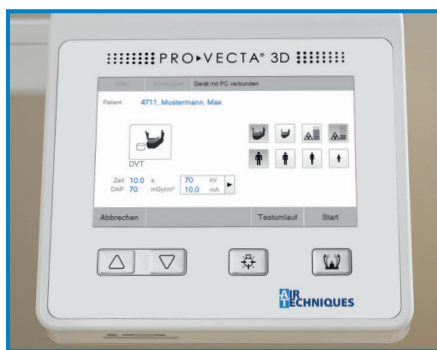 PRO▸VECTA® 3D
Gerät mit PC verbunden
Patient 4711, Mustermann, Max
DVT
Zeit 10.0 s 70 kV
DAP 70 mGycm² 10.0 mA
Abbrechen Testumlauf Start
AIR
TECHNIQUES